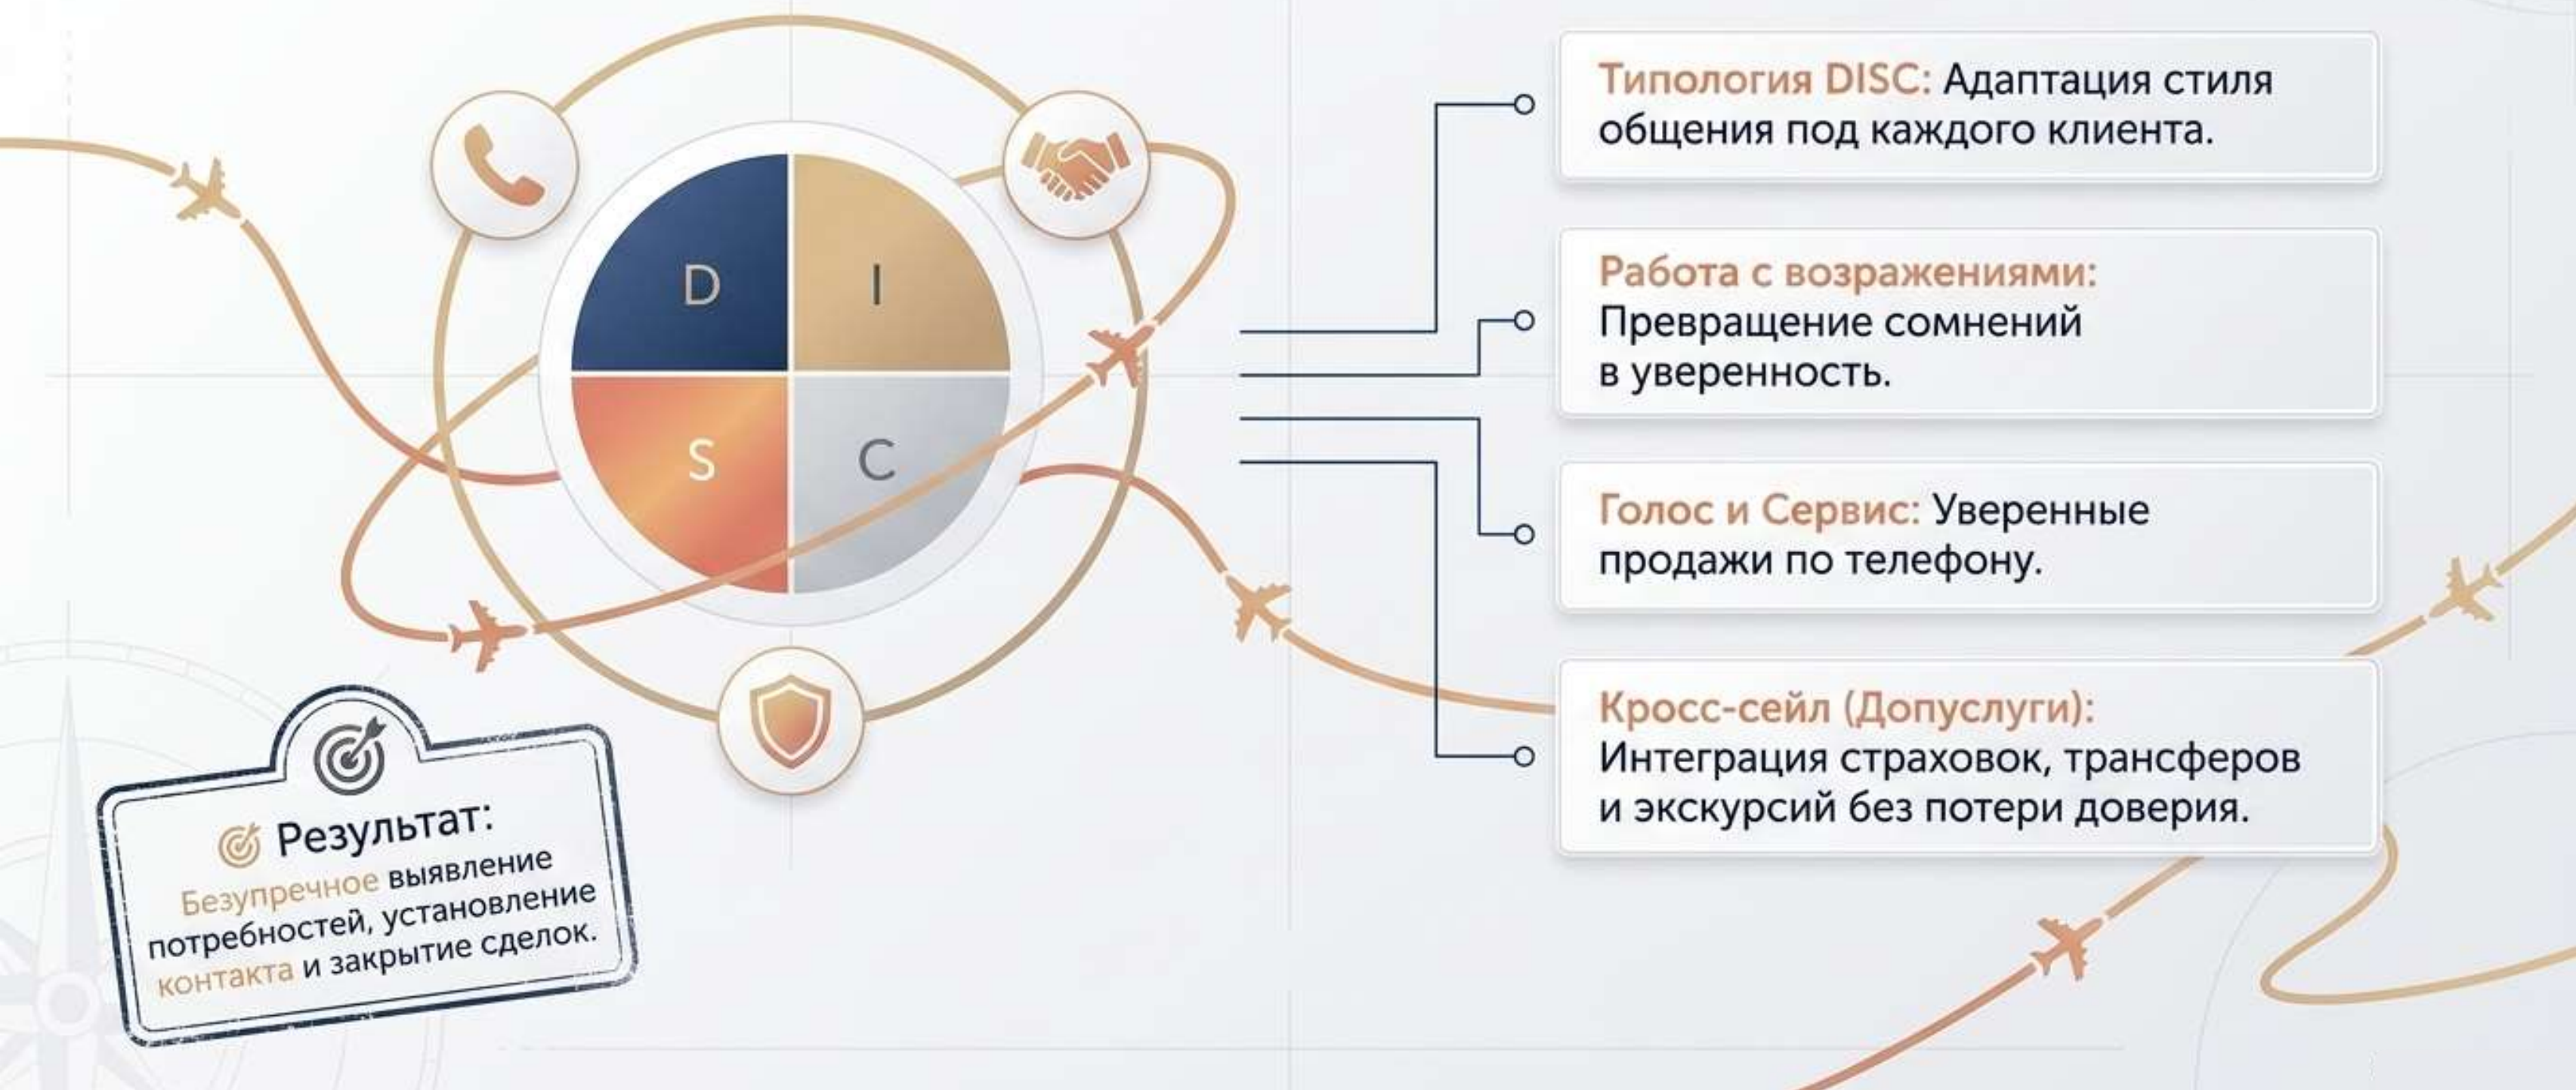 D
I
S
C
Типология DISC: Адаптация стиля
общения под каждого клиента.
Работа с возражениями:
Превращение сомнений
в уверенность.
Голос и Сервис: Уверенные
продажи по телефону.
Кросс-сейл (Допуслуги):
Интеграция страховок, трансферов
и экскурсий без потери доверия.
Результат:
Безупречное выявление
потребностей, установление
контакта и закрытие сделок.